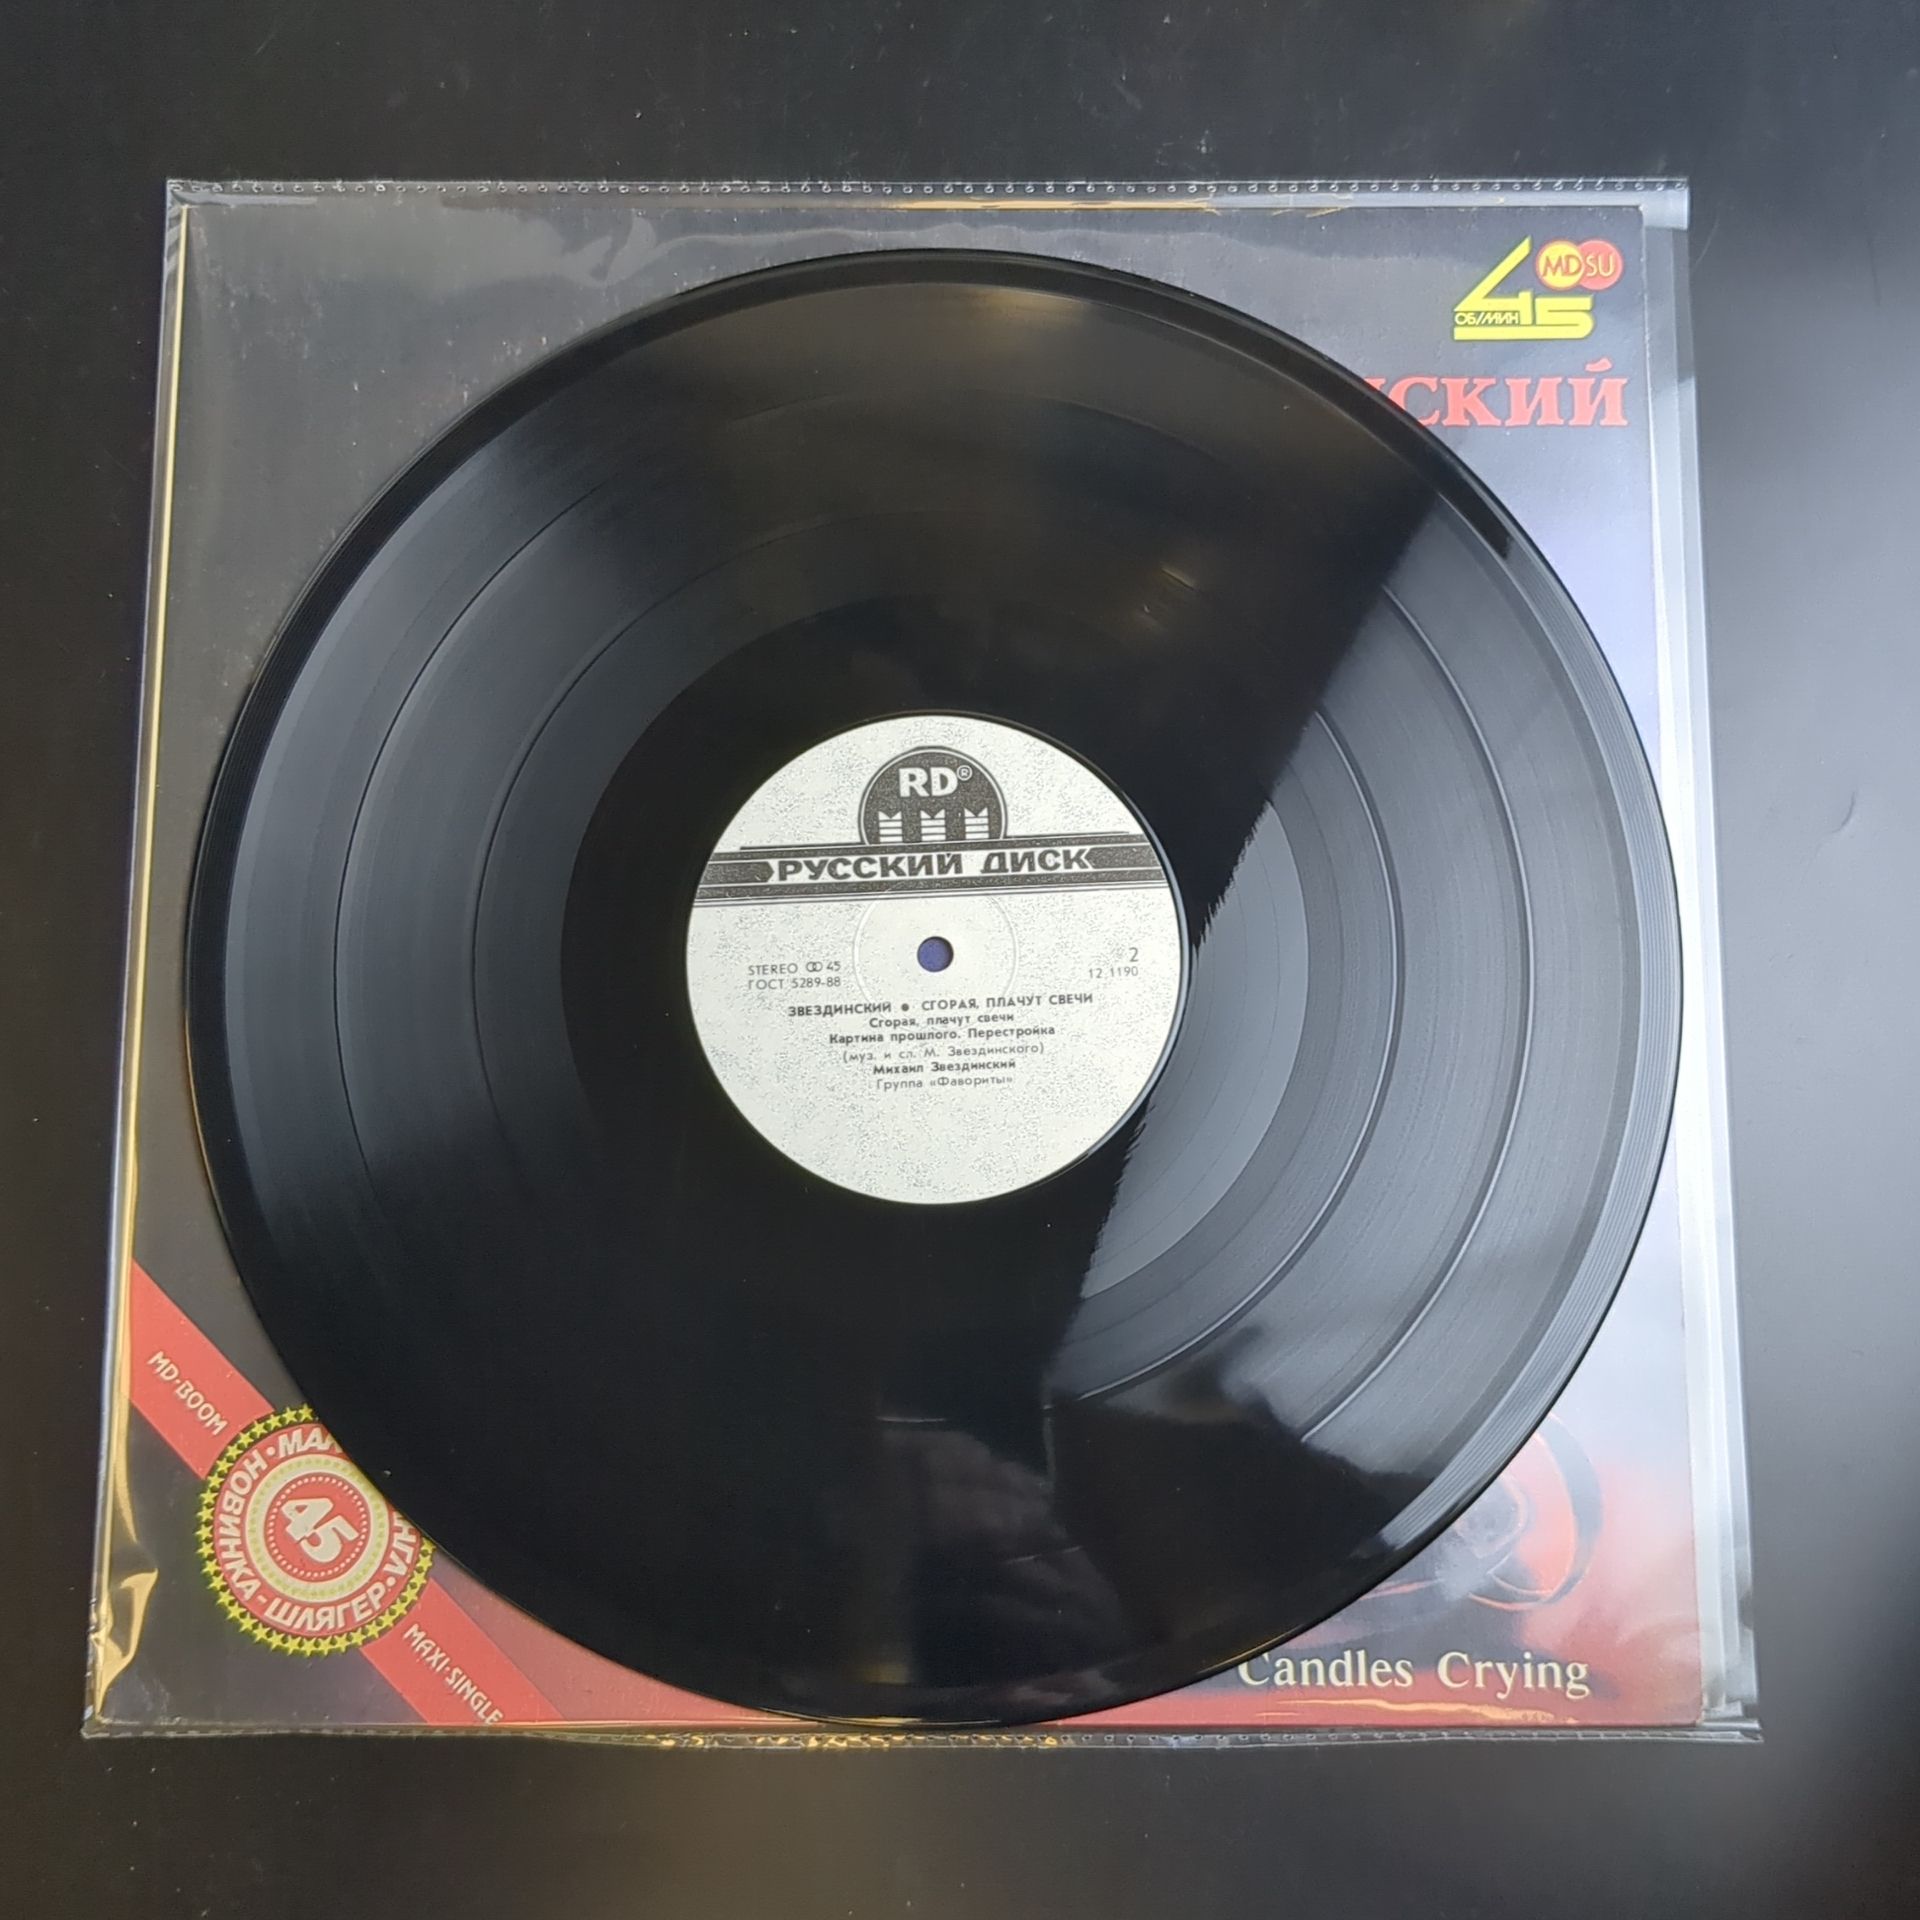 45 MD SU
ОБ/МИН
СКИЙ
RD®
РУССКИЙ ДИСК
STEREO 45
ГОСТ 5289-88
2
12 1190
ЗВЕЗДИНСКИЙ ● СГОРАЯ, ПЛАЧУТ СВЕЧИ
Сгорая, плачут свечи
Картина прошлого. Перестройка
(муз. и сл. М. Звездинского)
Михаил Звездинский
Группа «Фавориты»
MD·BOOM
НОВИНКА-ШЛЯГЕР
45
MAXI·SINGLE
Candles Crying